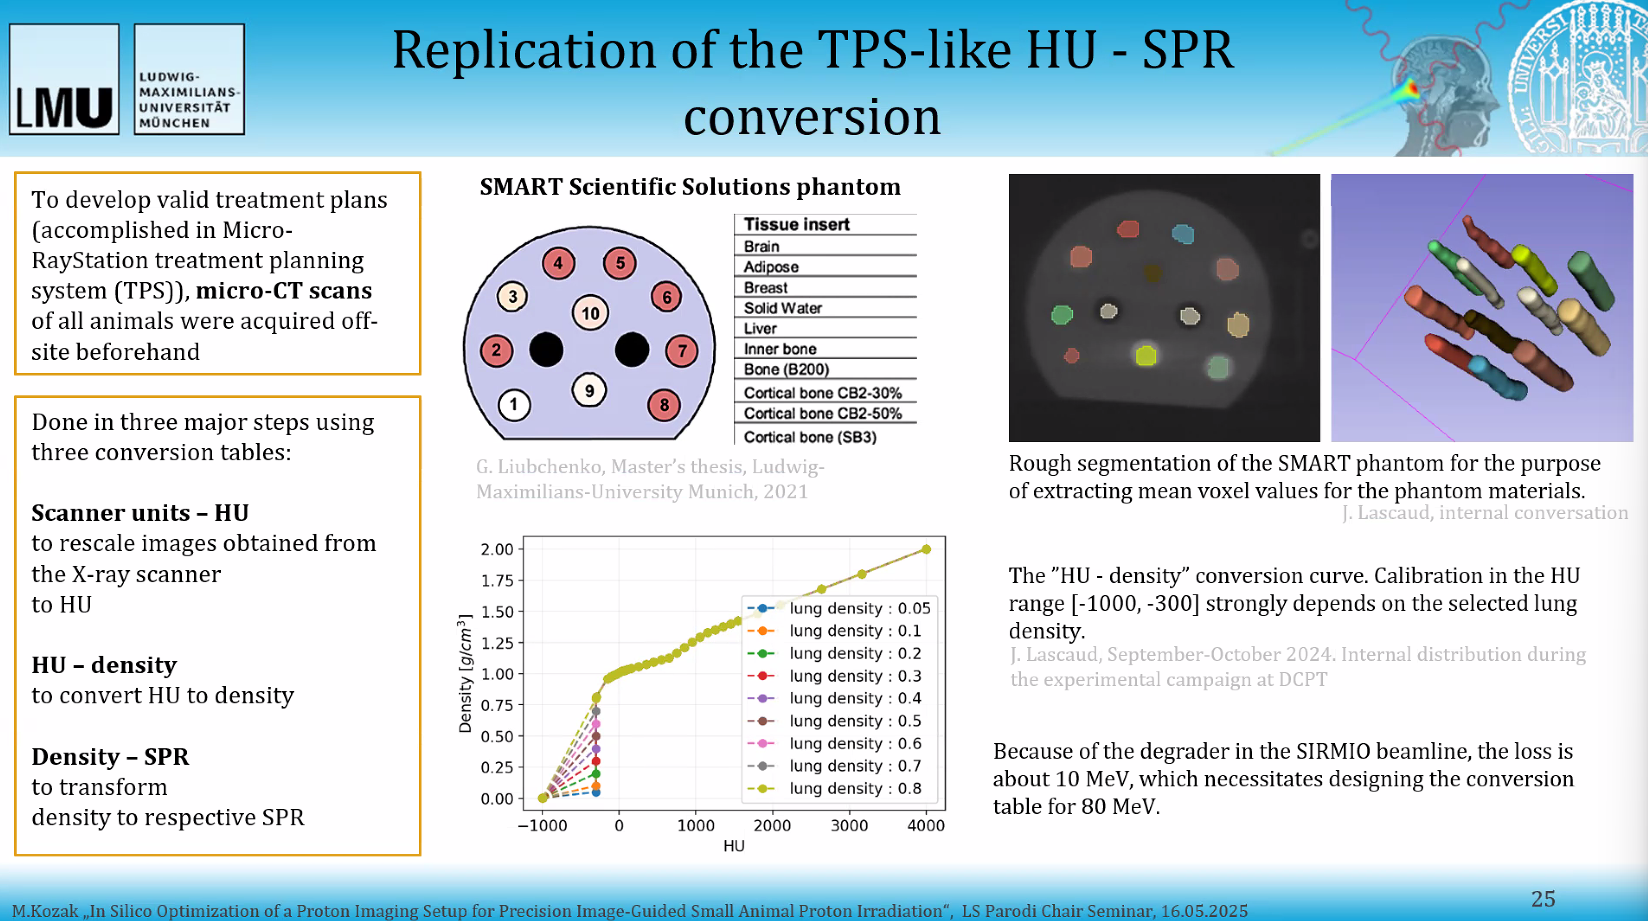 Replication of the TPS-like HU - SPR
conversion
LMU
LUDWIG-
MAXIMILIANS-
UNIVERSITÄT
MÜNCHEN
To develop valid treatment plans
(accomplished in Micro-
RayStation treatment planning
system (TPS)), micro-CT scans
of all animals were acquired off-
site beforehand
Done in three major steps using
three conversion tables:
Scanner units – HU
to rescale images obtained from
the X-ray scanner
to HU
HU – density
to convert HU to density
Density – SPR
to transform
density to respective SPR
SMART Scientific Solutions phantom
4
5
3
6
10
2
7
9
1
8
Tissue insert
Brain
Adipose
Breast
Solid Water
Liver
Inner bone
Bone (B200)
Cortical bone CB2-30%
Cortical bone CB2-50%
Cortical bone (SB3)
G. Liubchenko, Master’s thesis, Ludwig-
Maximilians-University Munich, 2021
2.00
1.75
1.50
1.25
1.00
0.75
0.50
0.25
0.00
Density [g/cm³]
−1000
0
1000
2000
3000
4000
HU
lung density : 0.05
lung density : 0.1
lung density : 0.2
lung density : 0.3
lung density : 0.4
lung density : 0.5
lung density : 0.6
lung density : 0.7
lung density : 0.8
Rough segmentation of the SMART phantom for the purpose
of extracting mean voxel values for the phantom materials.
J. Lascaud, internal conversation
The ”HU - density” conversion curve. Calibration in the HU
range [-1000, -300] strongly depends on the selected lung
density.
J. Lascaud, September-October 2024. Internal distribution during
the experimental campaign at DCPT
Because of the degrader in the SIRMIO beamline, the loss is
about 10 MeV, which necessitates designing the conversion
table for 80 MeV.
M.Kozak „In Silico Optimization of a Proton Imaging Setup for Precision Image-Guided Small Animal Proton Irradiation“, LS Parodi Chair Seminar, 16.05.2025
25